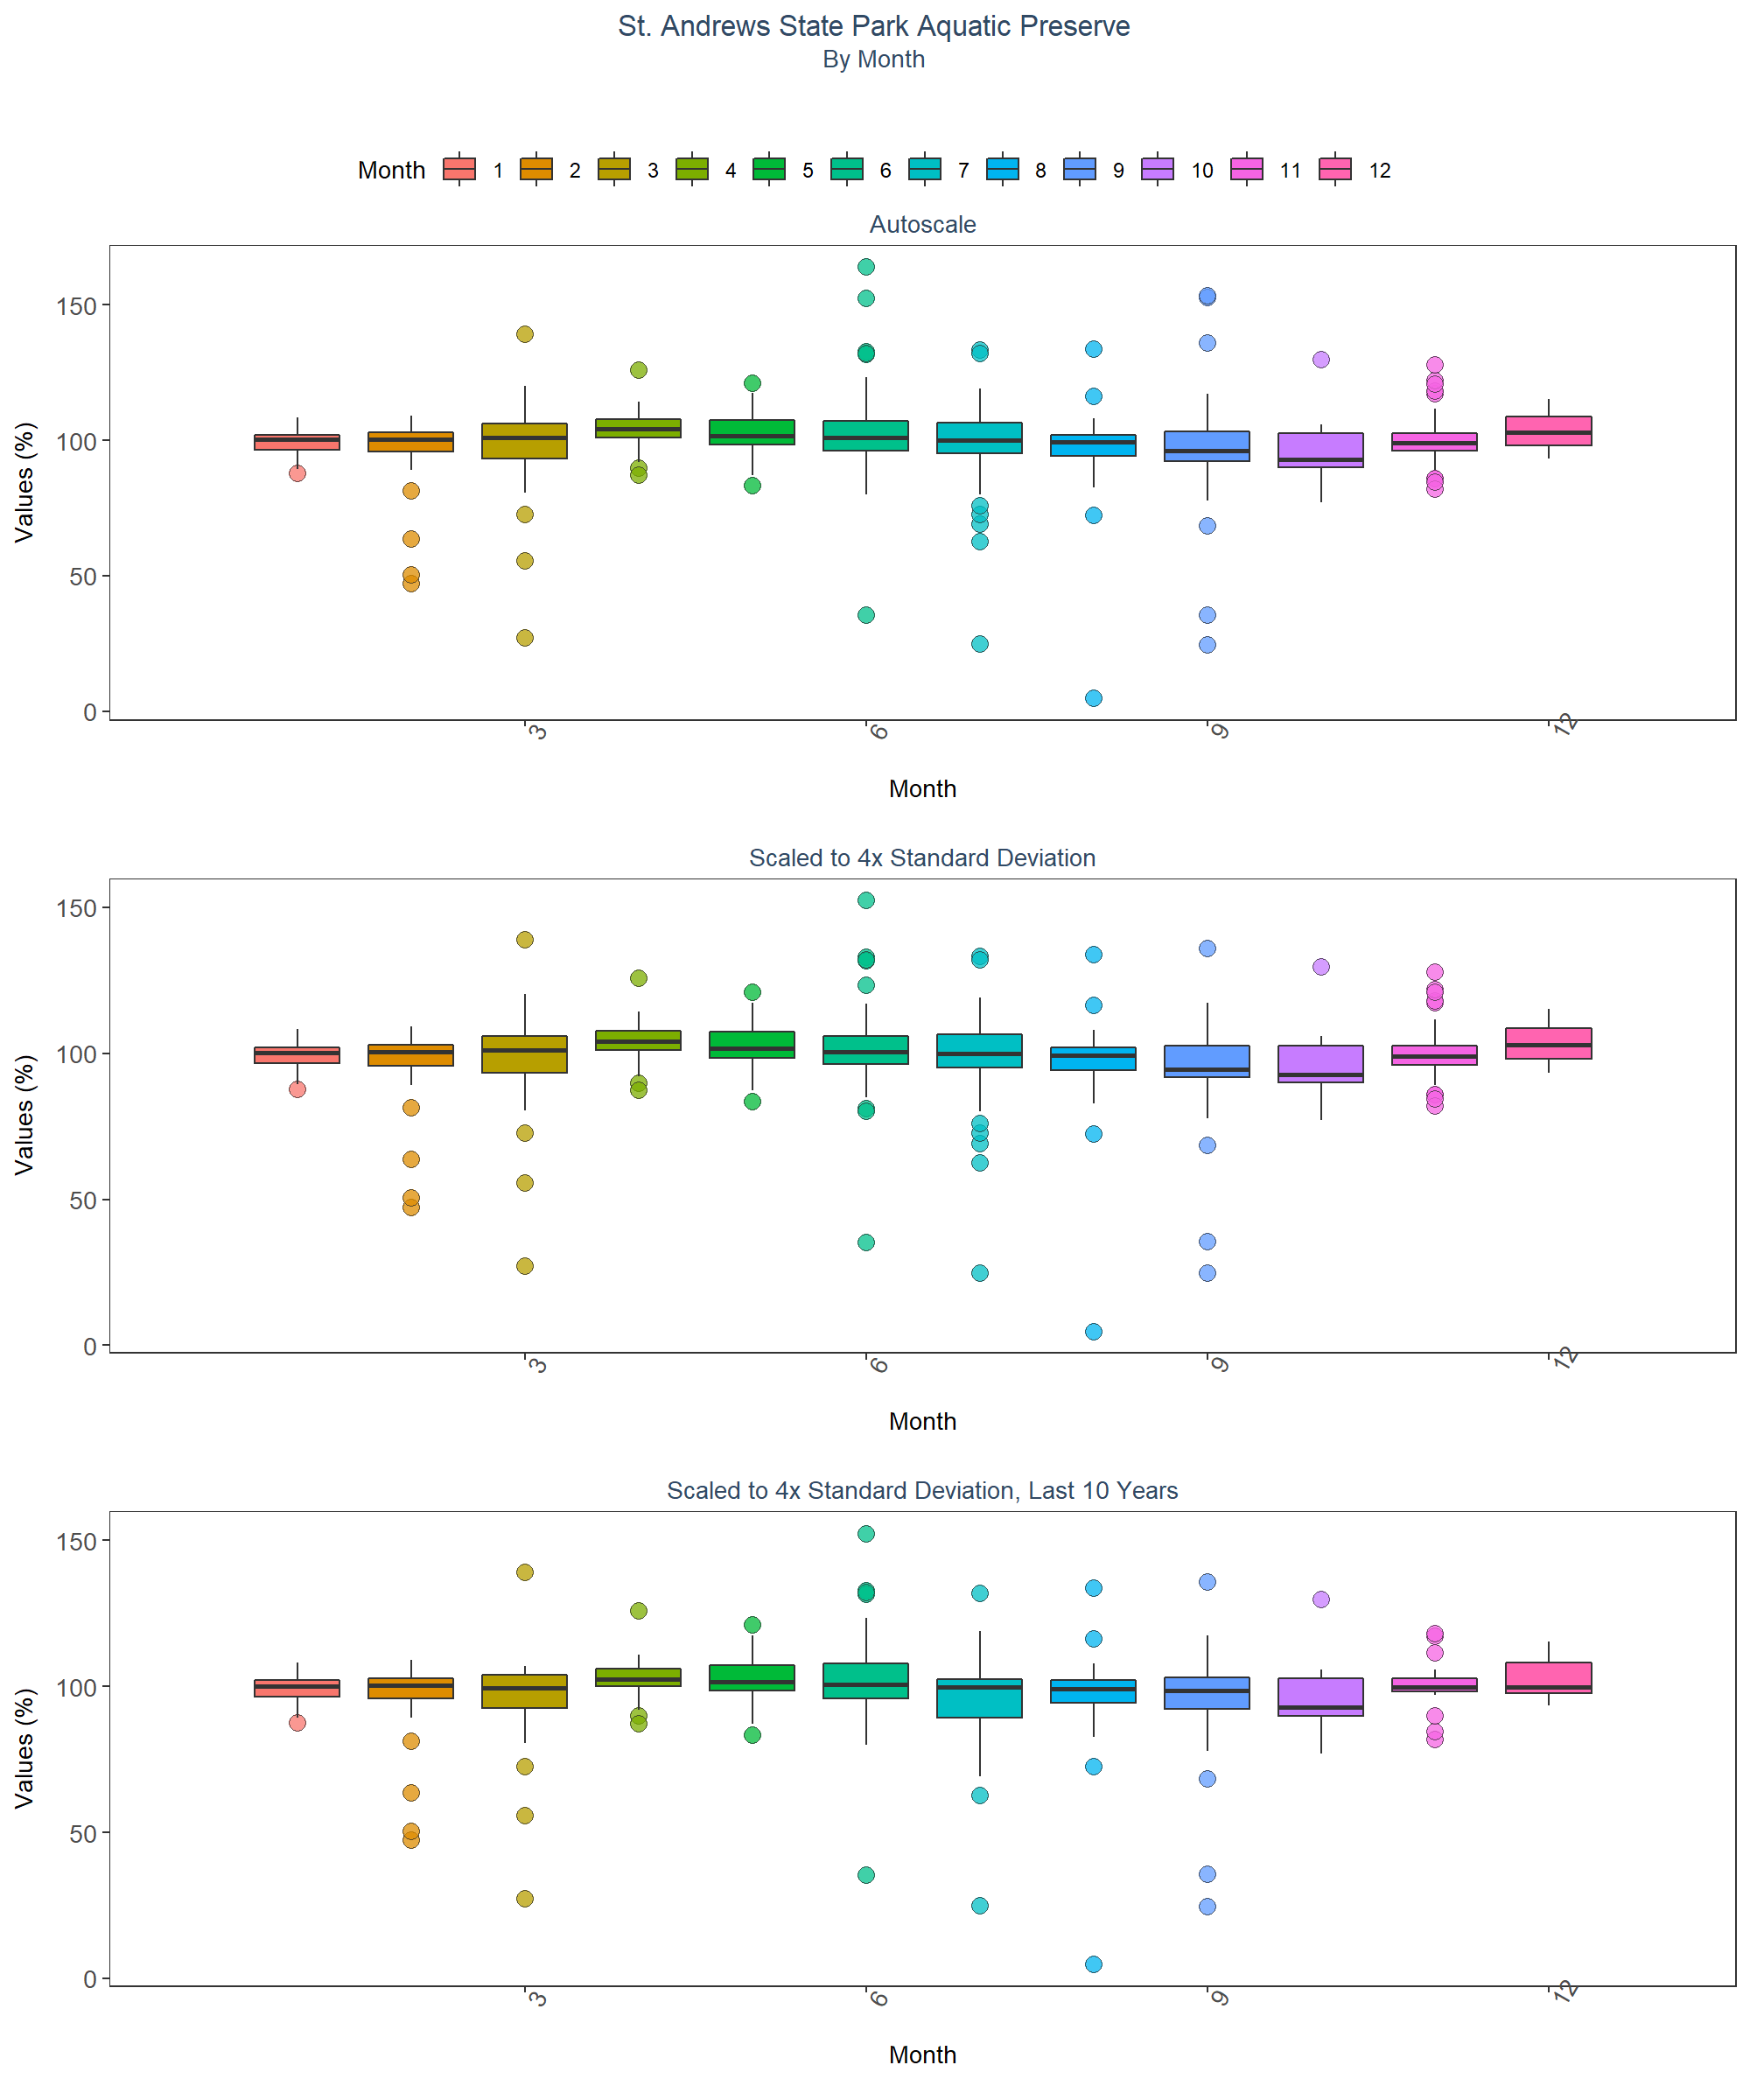 St. Andrews State Park Aquatic Preserve
By Month
Month 1 2 3 4 5 6 7 8 9 10 11 12
Autoscale
Values (%)
150
100
50
0
3 6 9 12
Month
Scaled to 4x Standard Deviation
Values (%)
150
100
50
0
3 6 9 12
Month
Scaled to 4x Standard Deviation, Last 10 Years
Values (%)
150
100
50
0
3 6 9 12
Month